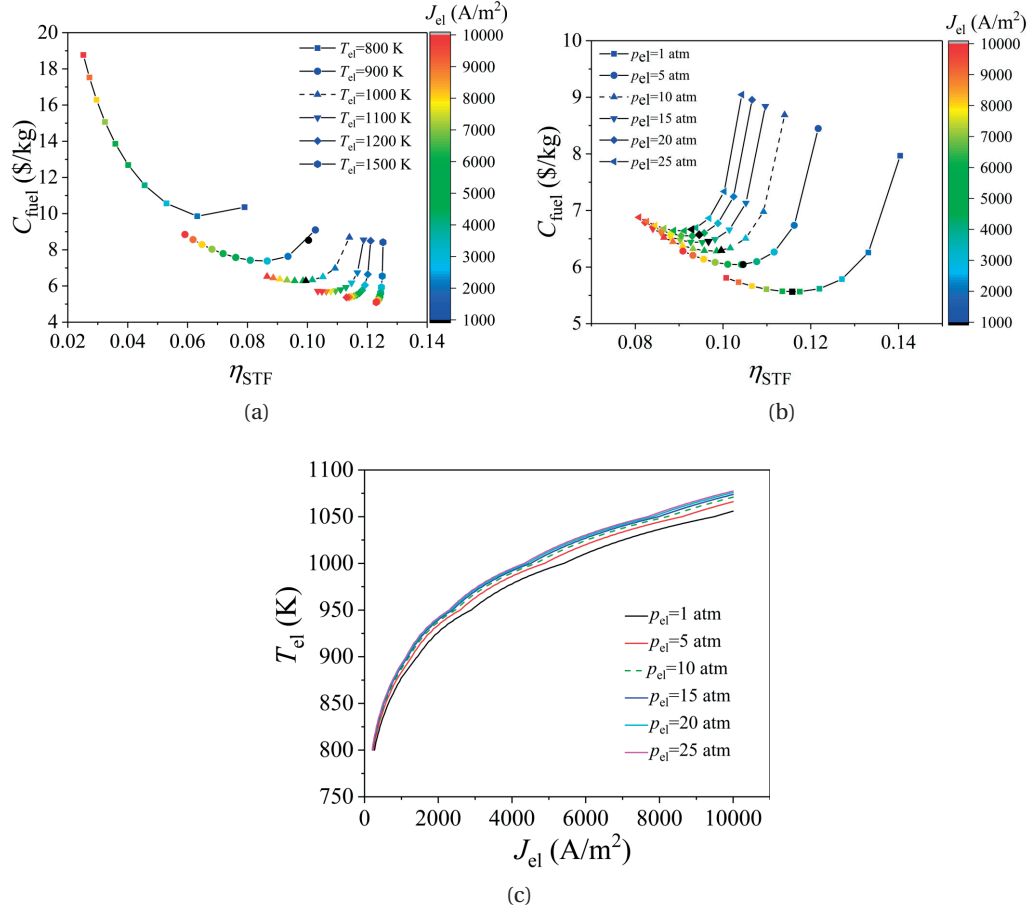 J_el (A/m²)
20
18
16
14
12
10
8
6
4
C_fuel ($/kg)
T_el=800 K
T_el=900 K
T_el=1000 K
T_el=1100 K
T_el=1200 K
T_el=1500 K
0.02 0.04 0.06 0.08 0.10 0.12 0.14
η_STF
10000
9000
8000
7000
6000
5000
4000
3000
2000
1000
(a)
J_el (A/m²)
10
9
8
7
6
5
C_fuel ($/kg)
p_el=1 atm
p_el=5 atm
p_el=10 atm
p_el=15 atm
p_el=20 atm
p_el=25 atm
0.08 0.10 0.12 0.14
η_STF
10000
9000
8000
7000
6000
5000
4000
3000
2000
1000
(b)
1100
1050
1000
950
900
850
800
750
T_el (K)
p_el=1 atm
p_el=5 atm
p_el=10 atm
p_el=15 atm
p_el=20 atm
p_el=25 atm
0 2000 4000 6000 8000 10000
J_el (A/m²)
(c)